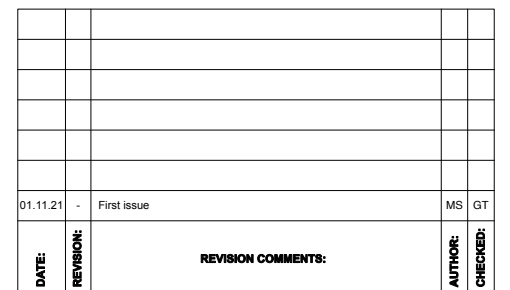 01.11.21 - First issue MS GT
DATE: REVISION: REVISION COMMENTS: AUTHOR: CHECKED: